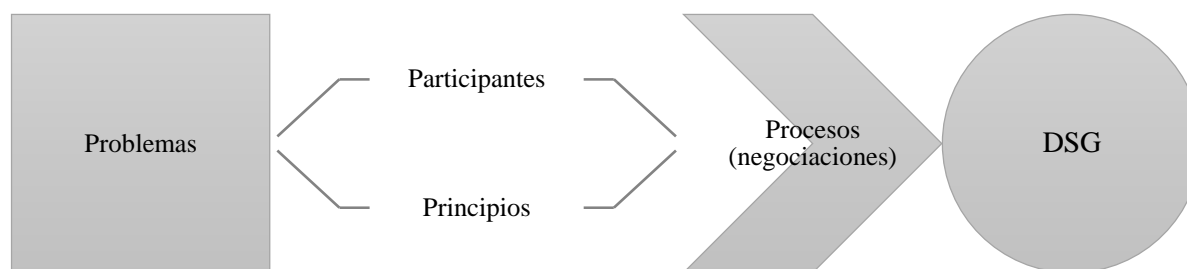 Problemas
Participantes
Principios
Procesos
(negociaciones)
DSG